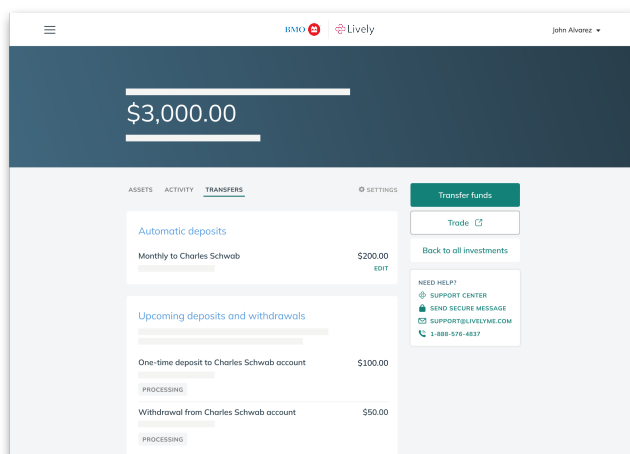 BMO Lively John Alvarez
$3,000.00
ASSETS ACTIVITY TRANSFERS SETTINGS
Automatic deposits
Monthly to Charles Schwab $200.00
EDIT
Upcoming deposits and withdrawals
One-time deposit to Charles Schwab account $100.00
PROCESSING
Withdrawal from Charles Schwab account $50.00
PROCESSING
Transfer funds
Trade
Back to all investments
NEED HELP?
SUPPORT CENTER
SEND SECURE MESSAGE
SUPPORT@LIVELYME.COM
1-888-576-4837